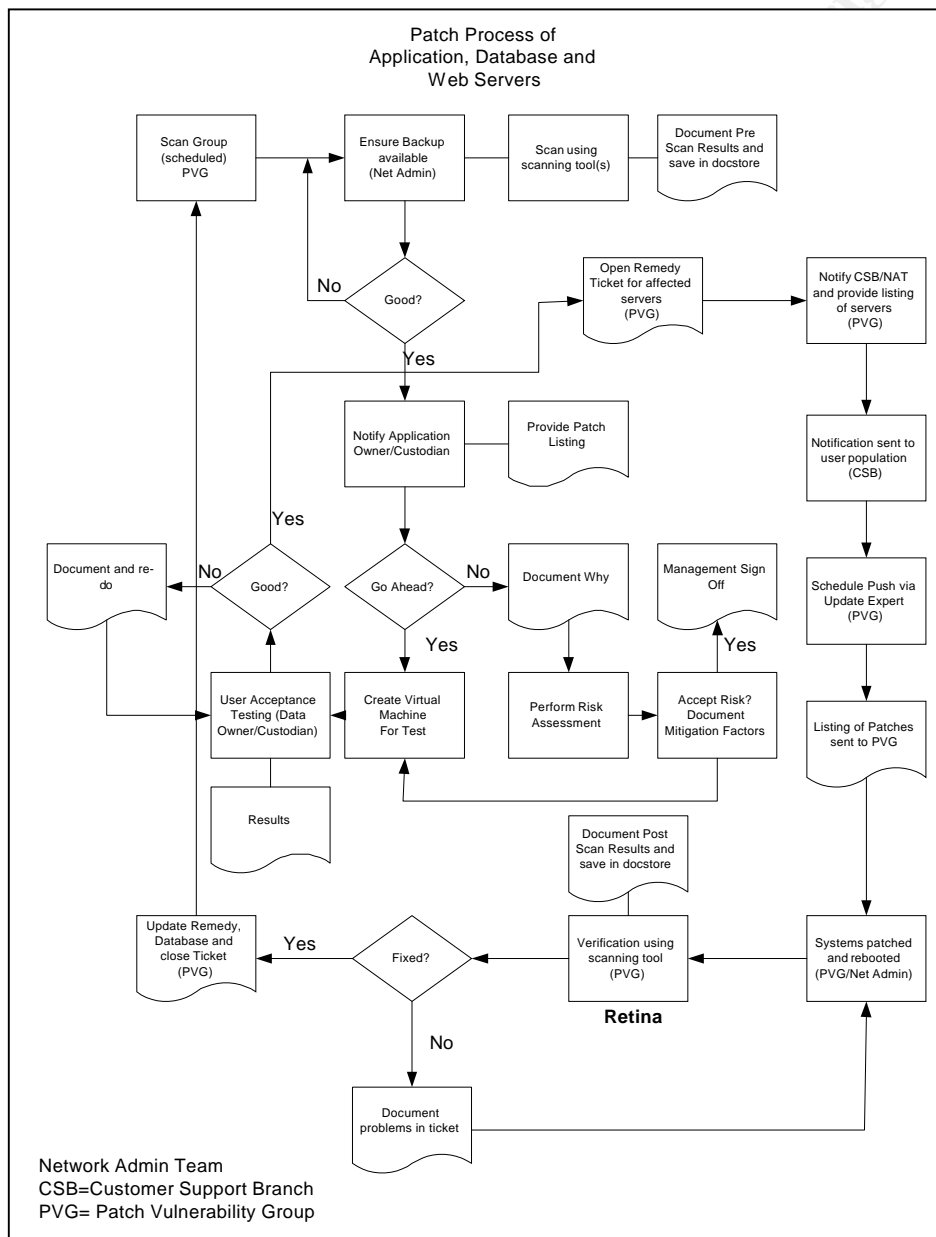 Patch Process of
Application, Database and
Web Servers
Scan Group
(scheduled)
PVG
Ensure Backup
available
(Net Admin)
Scan using
scanning tool(s)
Document Pre
Scan Results and
save in docstore
No
Good?
Open Remedy
Ticket for affected
servers
(PVG)
Notify CSB/NAT
and provide listing
of servers
(PVG)
Yes
Notify Application
Owner/Custodian
Provide Patch
Listing
Notification sent to
user population
(CSB)
Yes
Document and re-
do
No
Good?
Go Ahead?
No
Document Why
Management Sign
Off
Schedule Push via
Update Expert
(PVG)
Yes
Yes
User Acceptance
Testing (Data
Owner/Custodian)
Create Virtual
Machine
For Test
Perform Risk
Assessment
Accept Risk?
Document
Mitigation Factors
Listing of Patches
sent to PVG
Results
Document Post
Scan Results and
save in docstore
Update Remedy,
Database and
close Ticket
(PVG)
Yes
Fixed?
Verification using
scanning tool
(PVG)
Systems patched
and rebooted
(PVG/Net Admin)
Retina
No
Document
problems in ticket
Network Admin Team
CSB=Customer Support Branch
PVG= Patch Vulnerability Group